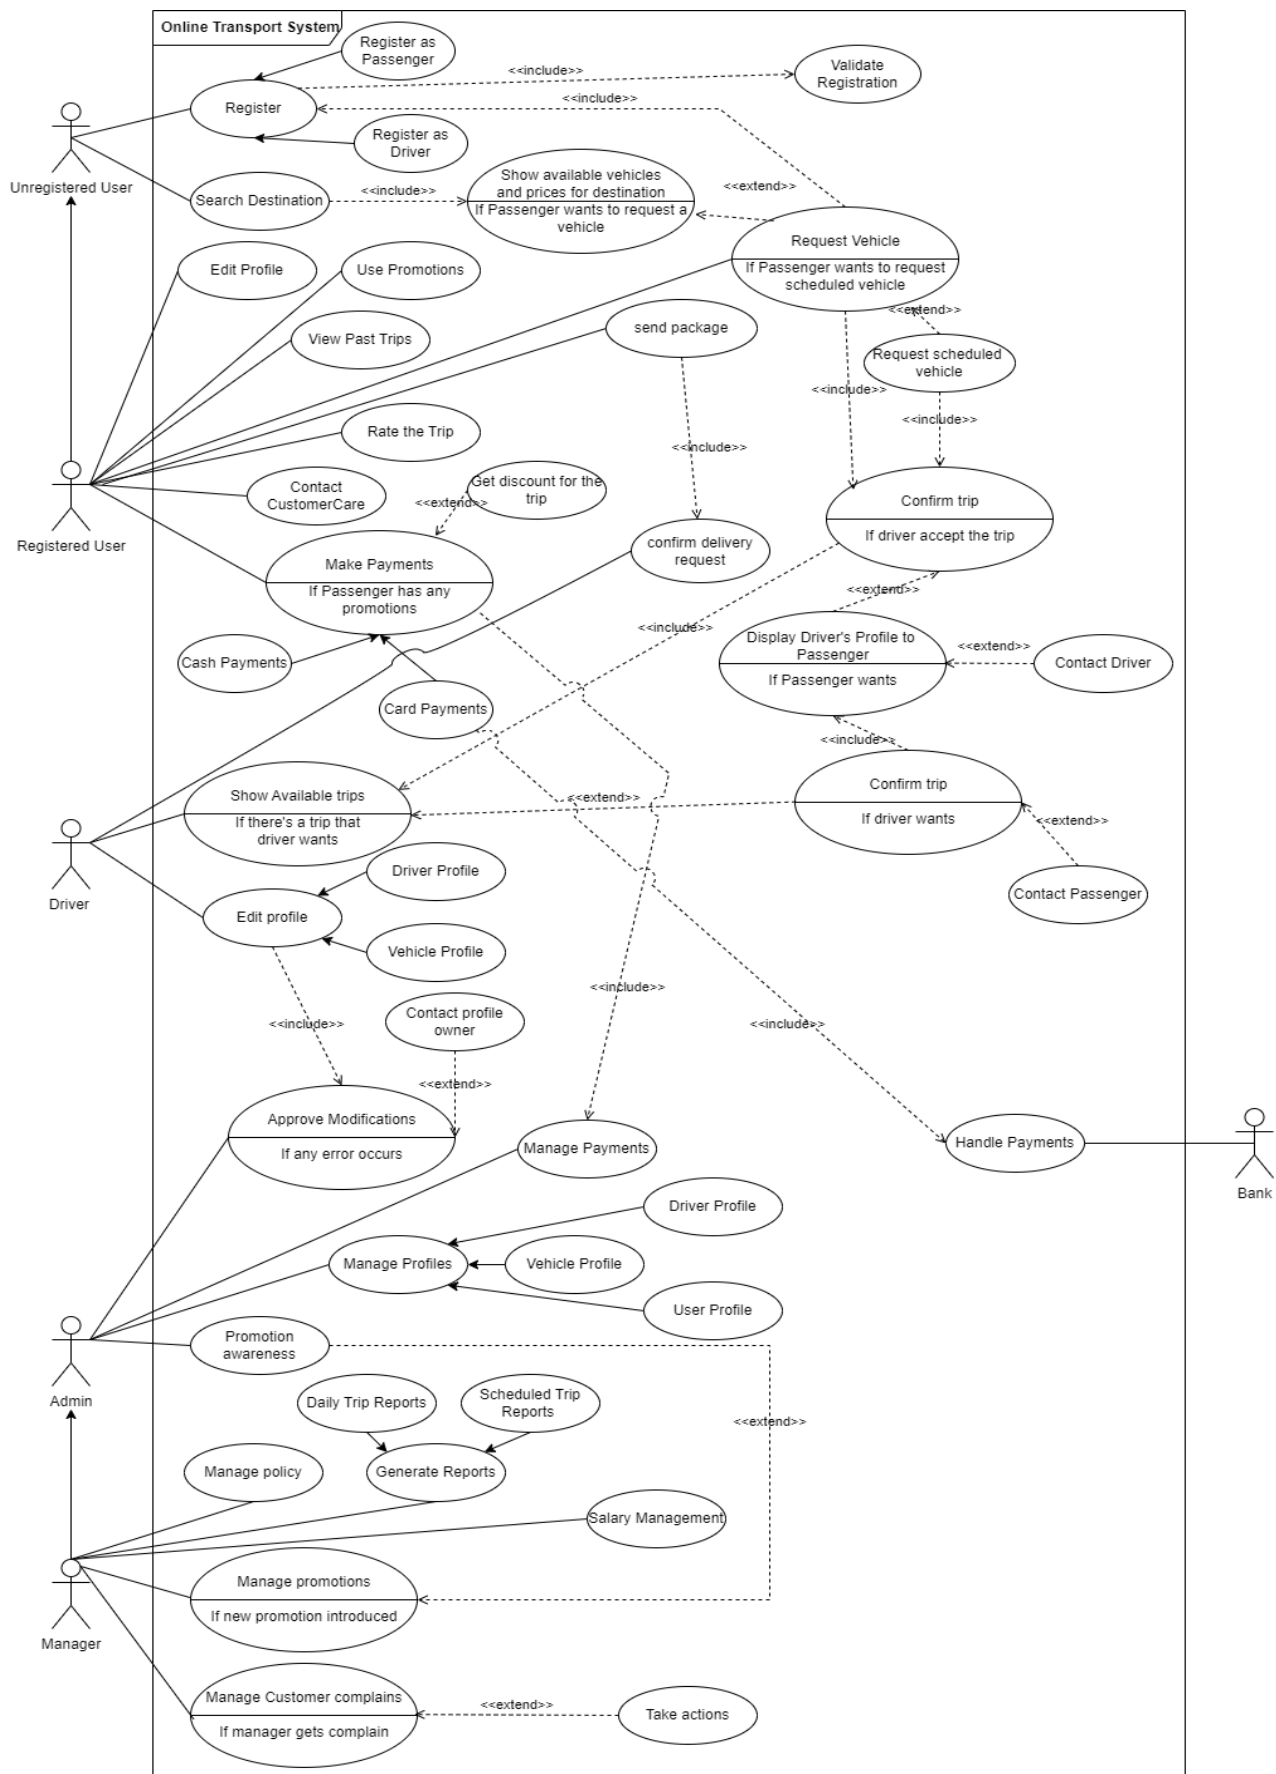 Online Transport System
Register as
Passenger
<<include>>
Validate
Registration
<<include>>
Register
Register as
Driver
Unregistered User
Show available vehicles
and prices for destination
<<include>>
<<extend>>
Search Destination
If Passenger wants to request a
vehicle
Request Vehicle
If Passenger wants to request
scheduled vehicle
Edit Profile
Use Promotions
<<extend>>
send package
View Past Trips
Request scheduled
vehicle
<<include>>
<<include>>
Rate the Trip
<<include>>
Contact
CustomerCare
Get discount for the
trip
<<extend>>
Confirm trip
If driver accept the trip
Registered User
confirm delivery
request
Make Payments
If Passenger has any
promotions
<<extend>>
<<include>>
Display Driver's Profile to
Passenger
If Passenger wants
<<extend>>
Contact Driver
Cash Payments
Card Payments
<<include>>
Show Available trips
If there's a trip that
driver wants
<<extend>>
Confirm trip
If driver wants
<<extend>>
Driver
Driver Profile
Contact Passenger
Edit profile
Vehicle Profile
<<include>>
Contact profile
owner
<<include>>
<<include>>
<<extend>>
Approve Modifications
If any error occurs
Manage Payments
Handle Payments
Bank
Driver Profile
Manage Profiles
Vehicle Profile
User Profile
Promotion
awareness
Admin
Daily Trip Reports
Scheduled Trip
Reports
<<extend>>
Manage policy
Generate Reports
Salary Management
Manage promotions
If new promotion introduced
Manager
Manage Customer complains
If manager gets complain
<<extend>>
Take actions